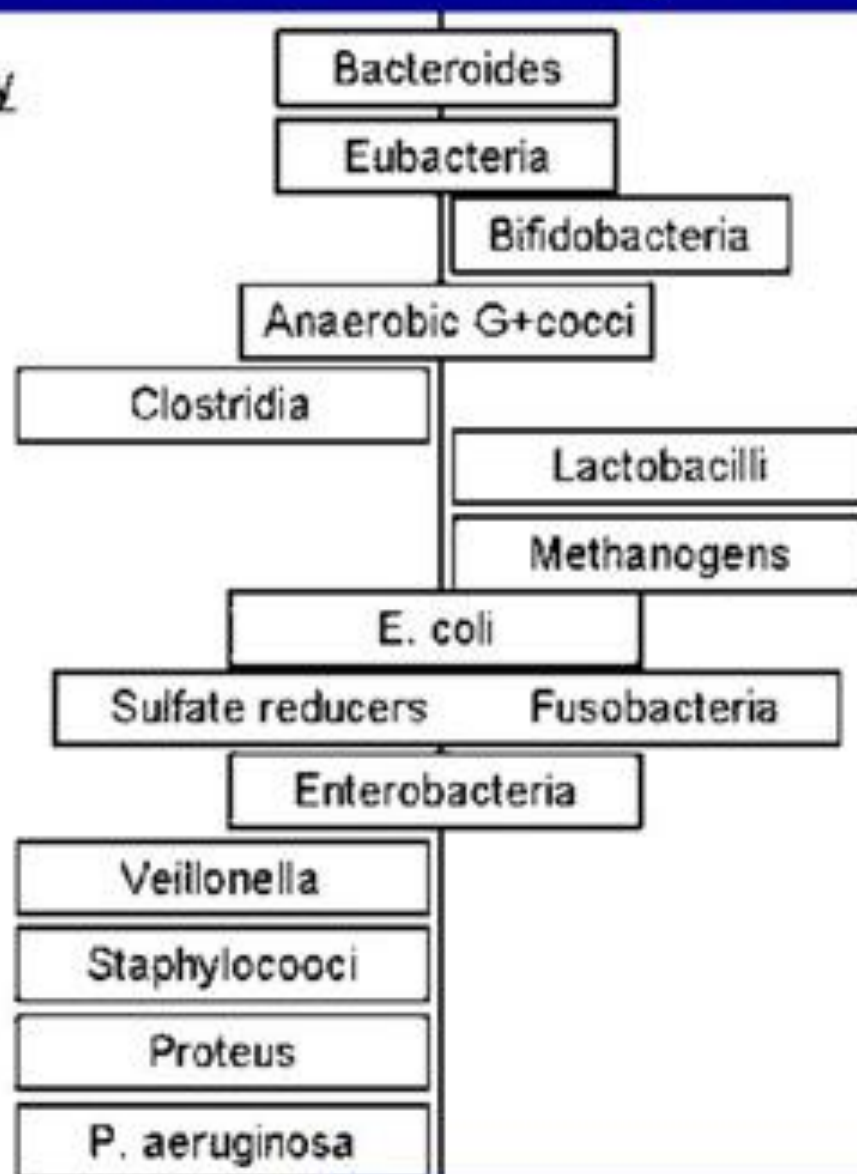 Bacteroides
Eubacteria
Bifidobacteria
Anaerobic G+cocci
Clostridia
Lactobacilli
Methanogens
E. coli
Sulfate reducers Fusobacteria
Enterobacteria
Veillonella
Staphylocooci
Proteus
P. aeruginosa